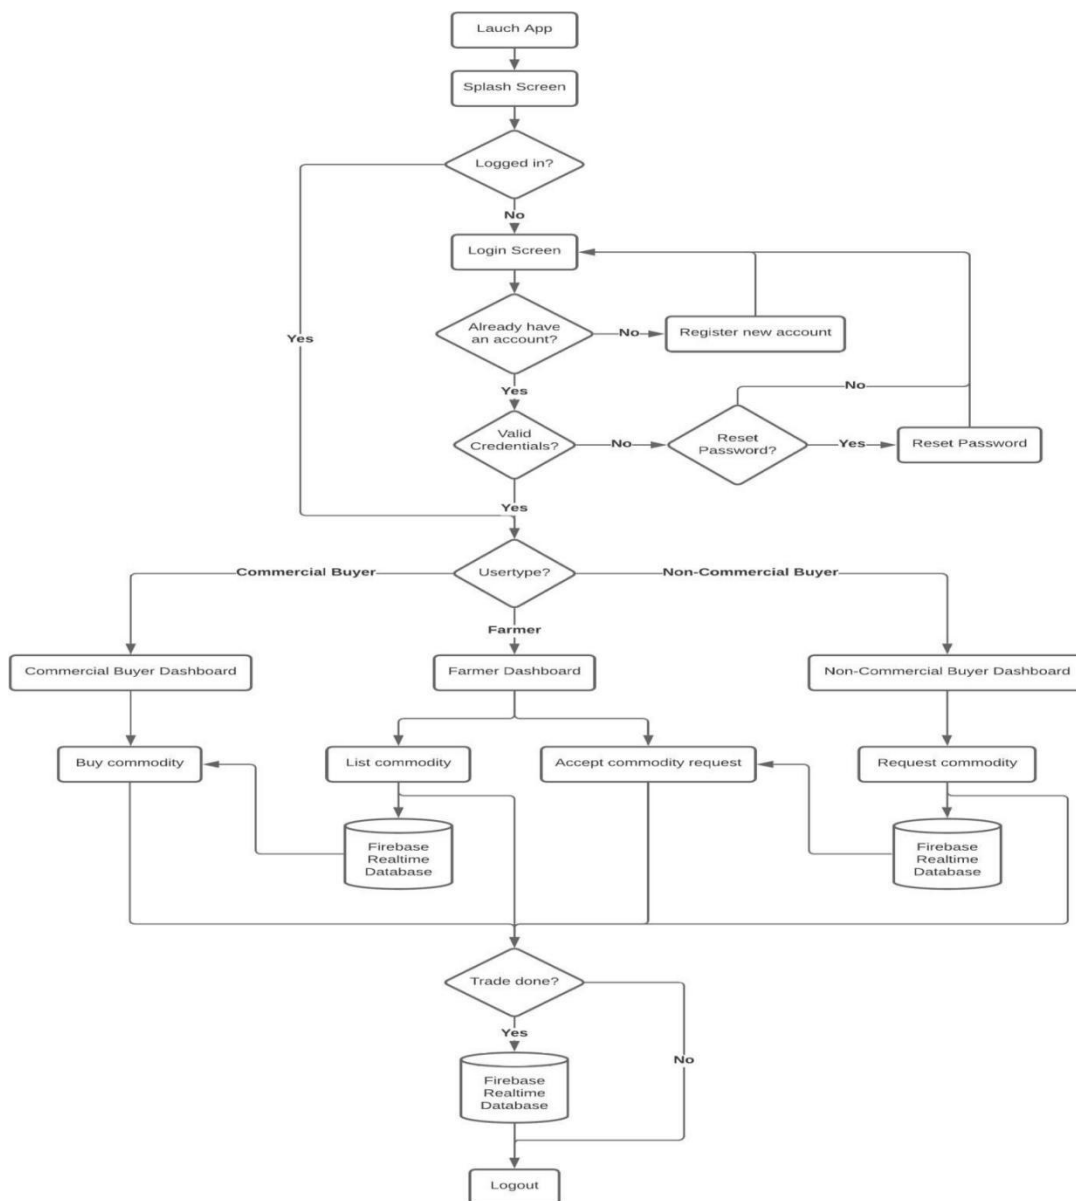 Lauch App
Splash Screen
Logged in?
No
Login Screen
Already have
an account?
No
Register new account
Yes
Yes
No
Valid
Credentials?
No
Reset
Password?
Yes
Reset Password
Yes
Commercial Buyer
Usertype?
Non-Commercial Buyer
Farmer
Commercial Buyer Dashboard
Farmer Dashboard
Non-Commercial Buyer Dashboard
Buy commodity
List commodity
Accept commodity request
Request commodity
Firebase
Realtime
Database
Firebase
Realtime
Database
Trade done?
Yes
No
Firebase
Realtime
Database
Logout